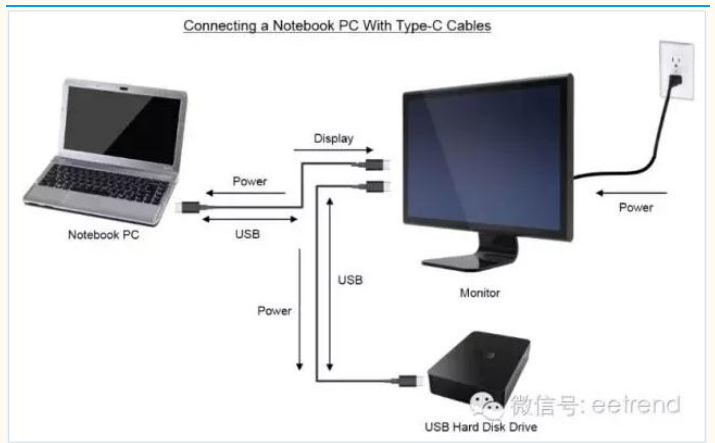 Connecting a Notebook PC With Type-C Cables
Display
Power
Notebook PC
USB
Power
USB
Monitor
Power
USB Hard Disk Drive
微信号: eetrend